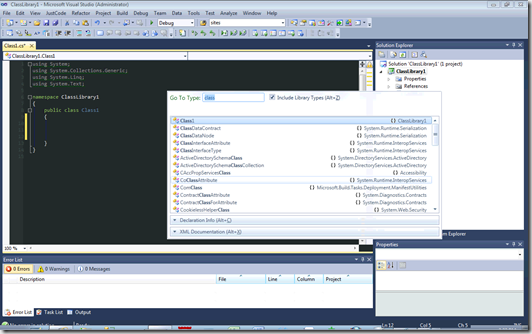 ClassLibrary1 - Microsoft Visual Studio (Administrator)
File Edit View JustCode Refactor Project Build Debug Team Data Tools Test Analyze Window Help
Debug sites
Class1.cs*
ClassLibrary1.Class1
using System;
using System.Collections.Generic;
using System.Linq;
using System.Text;
namespace ClassLibrary1
{
public class Class1
{
}
}
100 %
Solution Explorer
Solution 'ClassLibrary1' (1 project)
ClassLibrary1
Properties
References
Go To Type: class Include Library Types (Alt+2)
Class1 {} ClassLibrary1
ClassDataContract {} System.Runtime.Serialization
ClassDataNode {} System.Runtime.Serialization
ClassInterfaceAttribute {} System.Runtime.InteropServices
ClassInterfaceType {} System.Runtime.InteropServices
ActiveDirectorySchemaClass {} System.DirectoryServices.ActiveDirectory
ActiveDirectorySchemaClassCollection {} System.DirectoryServices.ActiveDirectory
CAccPropServicesClass {} Accessibility
CoClassAttribute {} System.Runtime.InteropServices
ComClass {} Microsoft.Build.Tasks.Deployment.ManifestUtilities
ContractClassAttribute {} System.Diagnostics.Contracts
ContractClassForAttribute {} System.Diagnostics.Contracts
CookielessHelperClass {} System.Web.Security
Declaration Info (Alt+
XML Documentation (Alt+
Explorer
Properties
Error List
0 Errors 0 Warnings 0 Messages
Description File Line Column Project
Error List Task List Output
Ln 12 Col 5 Ch 5